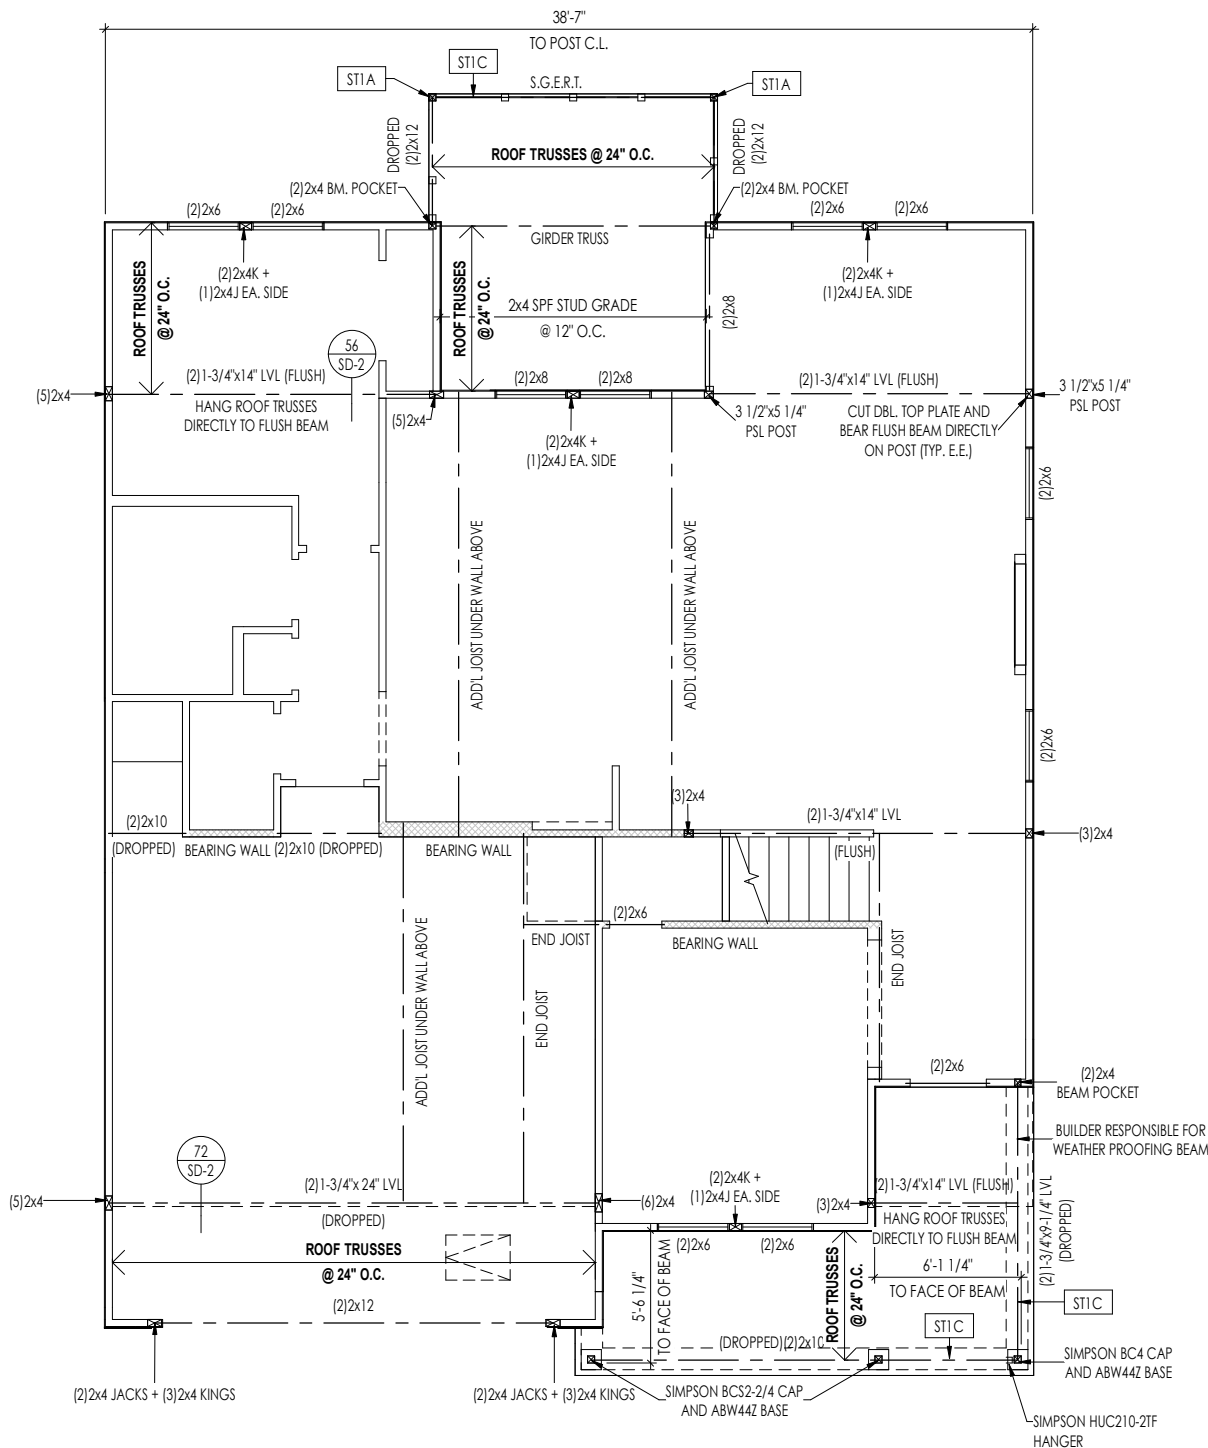 38'-7"
TO POST C.L.
ST1C
ST1A
S.G.E.R.T.
ST1A
DROPPED
(2)2x12
DROPPED
(2)2x12
ROOF TRUSSES @ 24" O.C.
(2)2x4 BM. POCKET
(2)2x4 BM. POCKET
(2)2x6
(2)2x6
(2)2x6
(2)2x6
GIRDER TRUSS
ROOF TRUSSES
@ 24" O.C.
(2)2x4K +
(1)2x4J EA. SIDE
ROOF TRUSSES
@ 24" O.C.
2x4 SPF STUD GRADE
@ 12" O.C.
(2)2x8
(2)2x4K +
(1)2x4J EA. SIDE
56
SD-2
(2)1-3/4"x14" LVL (FLUSH)
(5)2x4
HANG ROOF TRUSSES
DIRECTLY TO FLUSH BEAM
(5)2x4
(2)2x8
(2)2x8
(2)2x4K +
(1)2x4J EA. SIDE
3 1/2"x5 1/4"
PSL POST
(2)1-3/4"x14" LVL (FLUSH)
CUT DBL. TOP PLATE AND
BEAR FLUSH BEAM DIRECTLY
ON POST (TYP. E.E.)
3 1/2"x5 1/4"
PSL POST
(2)2x6
ADD'L JOIST UNDER WALL ABOVE
ADD'L JOIST UNDER WALL ABOVE
(2)2x6
(3)2x4
(2)1-3/4"x14" LVL
(FLUSH)
(3)2x4
(2)2x10
(DROPPED)
BEARING WALL
(2)2x10 (DROPPED)
BEARING WALL
(2)2x6
END JOIST
BEARING WALL
END JOIST
ADD'L JOIST UNDER WALL ABOVE
END JOIST
(2)2x6
(2)2x4
BEAM POCKET
BUILDER RESPONSIBLE FOR
WEATHER PROOFING BEAM
72
SD-2
(5)2x4
(2)1-3/4"x 24" LVL
(DROPPED)
(6)2x4
(2)2x4K +
(1)2x4J EA. SIDE
(3)2x4
(2)1-3/4"x14" LVL (FLUSH)
HANG ROOF TRUSSES
DIRECTLY TO FLUSH BEAM
(2)1-3/4"x9-1/4" LVL
(DROPPED)
ROOF TRUSSES
@ 24" O.C.
(2)2x12
(2)2x6
(2)2x6
5'-6 1/4"
TO FACE OF BEAM
ROOF TRUSSES
@ 24" O.C.
6'-1 1/4"
TO FACE OF BEAM
ST1C
ST1C
(DROPPED)(2)2x10
SIMPSON BC4 CAP
AND ABW44Z BASE
(2)2x4 JACKS + (3)2x4 KINGS
(2)2x4 JACKS + (3)2x4 KINGS
SIMPSON BCS2-2/4 CAP
AND ABW44Z BASE
SIMPSON HUC210-2TF
HANGER